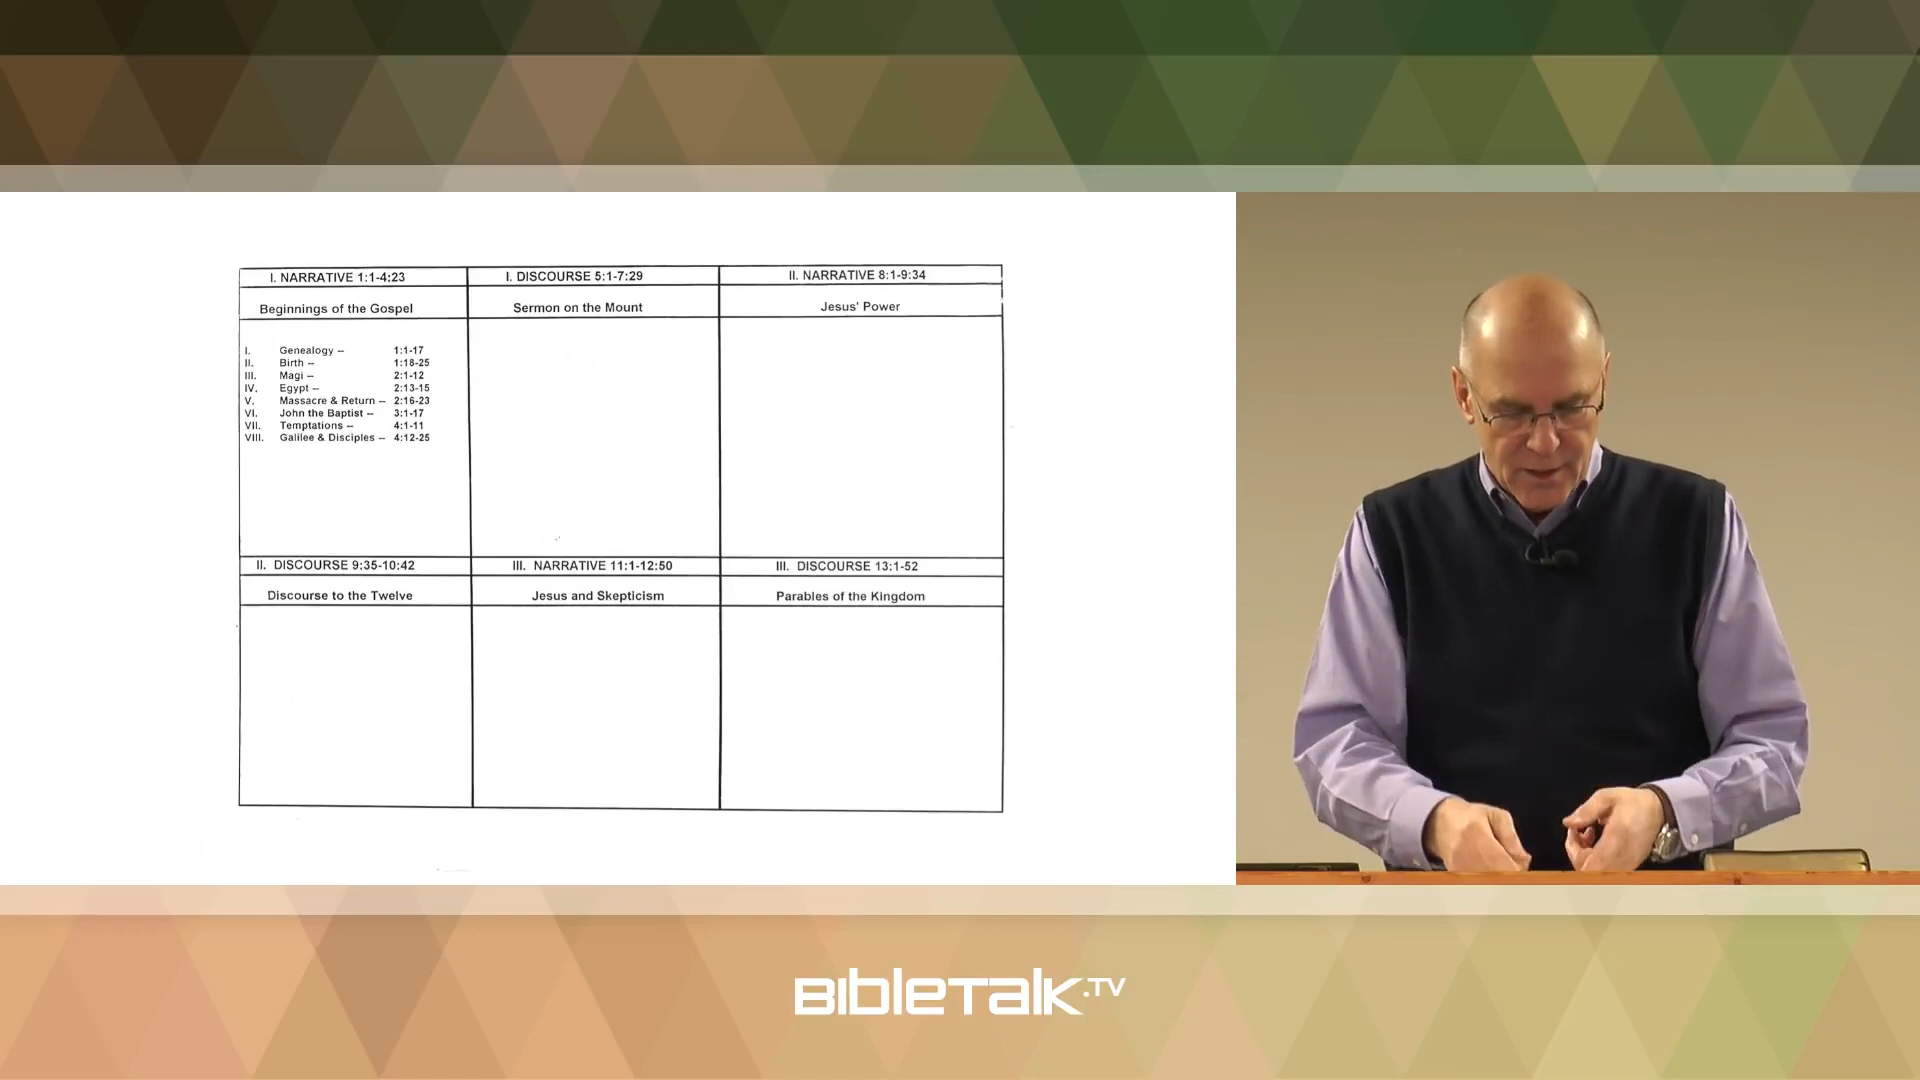 I. NARRATIVE 1:1-4:23
I. DISCOURSE 5:1-7:29
II. NARRATIVE 8:1-9:34
Beginnings of the Gospel
Sermon on the Mount
Jesus' Power
I. Genealogy -- 1:1-17
II. Birth -- 1:18-25
III. Magi -- 2:1-12
IV. Egypt -- 2:13-15
V. Massacre & Return -- 2:16-23
VI. John the Baptist -- 3:1-17
VII. Temptations -- 4:1-11
VIII. Galilee & Disciples -- 4:12-25
II. DISCOURSE 9:35-10:42
III. NARRATIVE 11:1-12:50
III. DISCOURSE 13:1-52
Discourse to the Twelve
Jesus and Skepticism
Parables of the Kingdom
BIBLETALK.TV